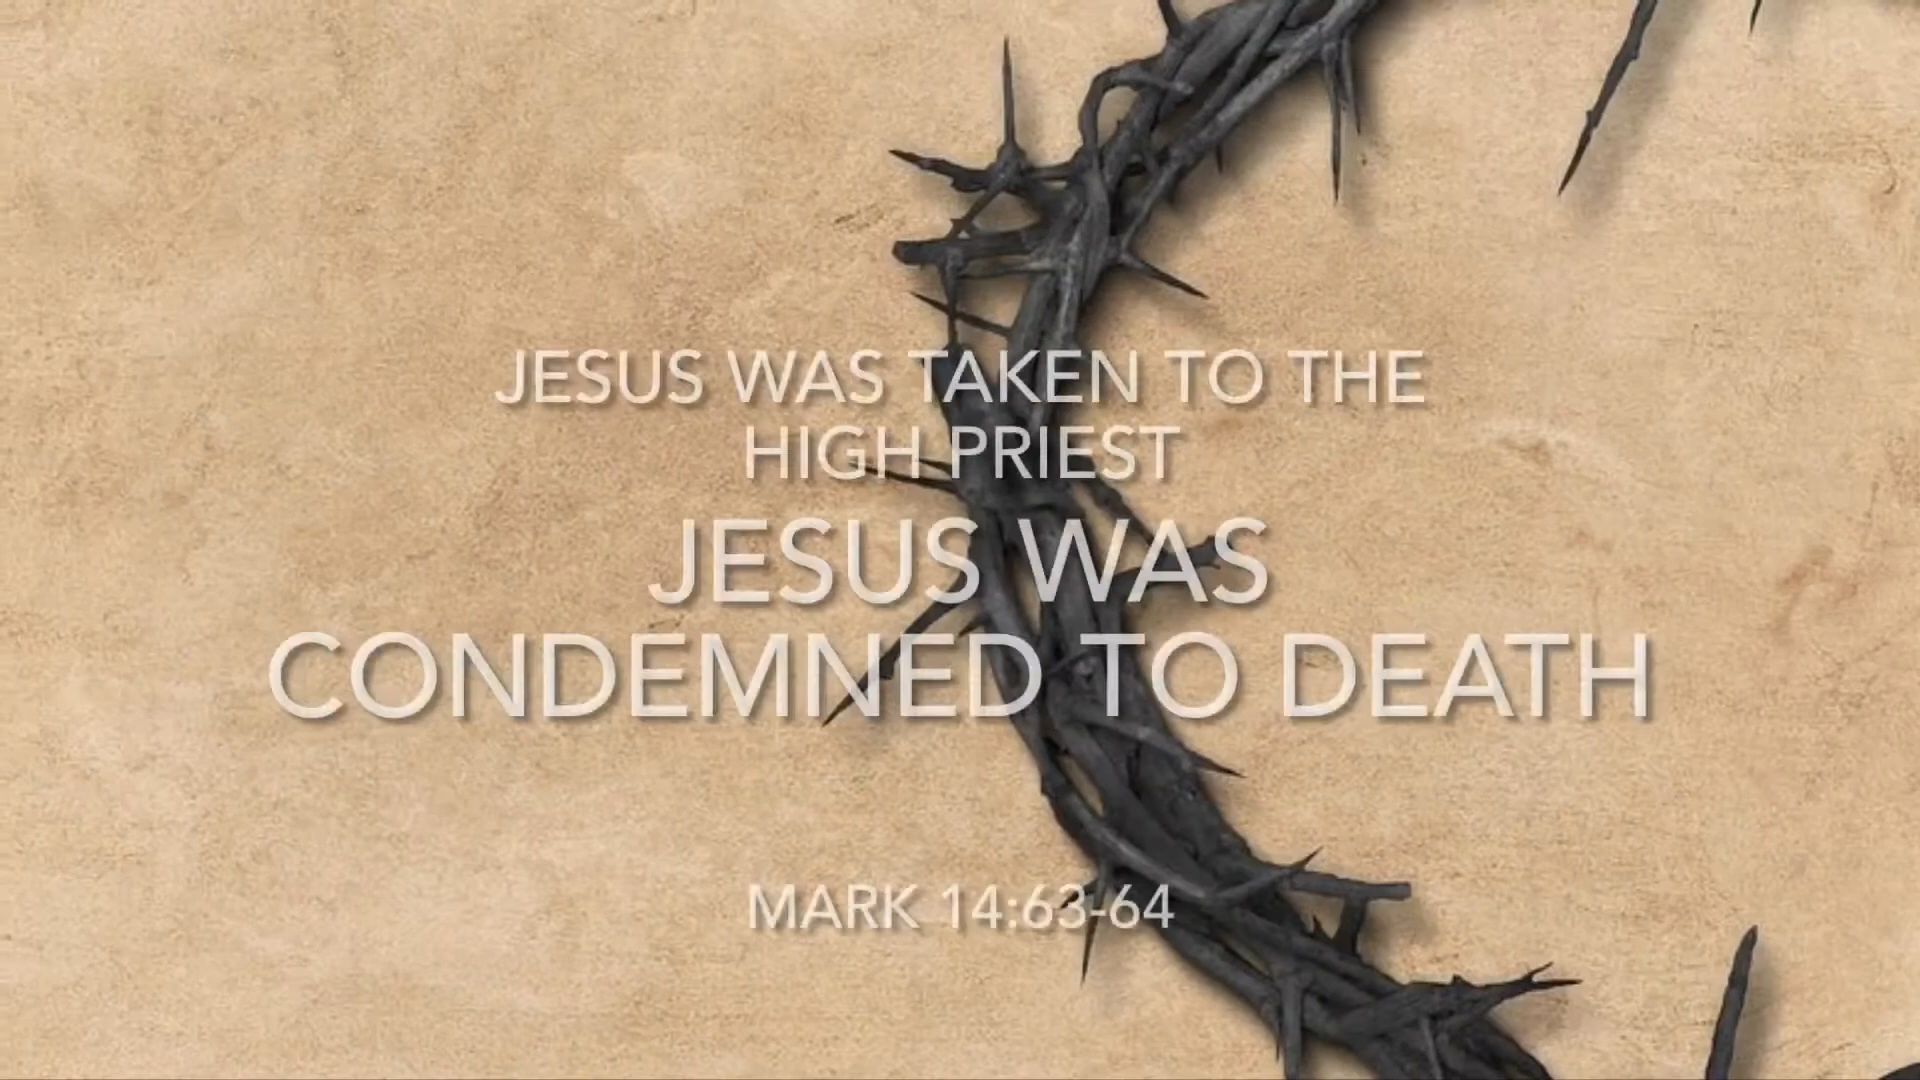 JESUS WAS TAKEN TO THE
HIGH PRIEST
JESUS WAS
CONDEMNED TO DEATH
MARK 14:63-64